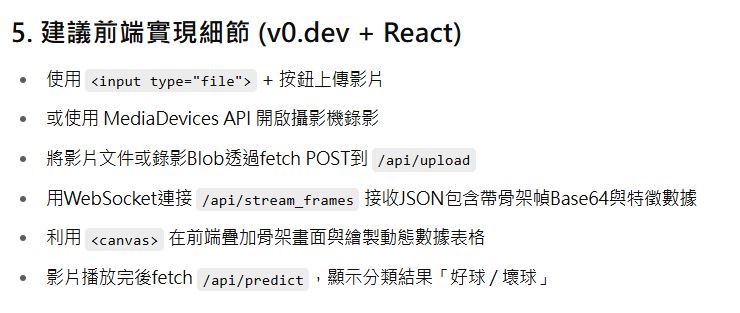 5. 建議前端實現細節 (v0.dev + React)
使用 <input type="file"> + 按鈕上傳影片
或使用 MediaDevices API 開啟攝影機錄影
將影片文件或錄影Blob透過fetch POST到 /api/upload
用WebSocket連接 /api/stream_frames 接收JSON包含帶骨架幀Base64與特徵數據
利用 <canvas> 在前端疊加骨架畫面與繪製動態數據表格
影片播放完後fetch /api/predict ，顯示分類結果「好球 / 壞球」